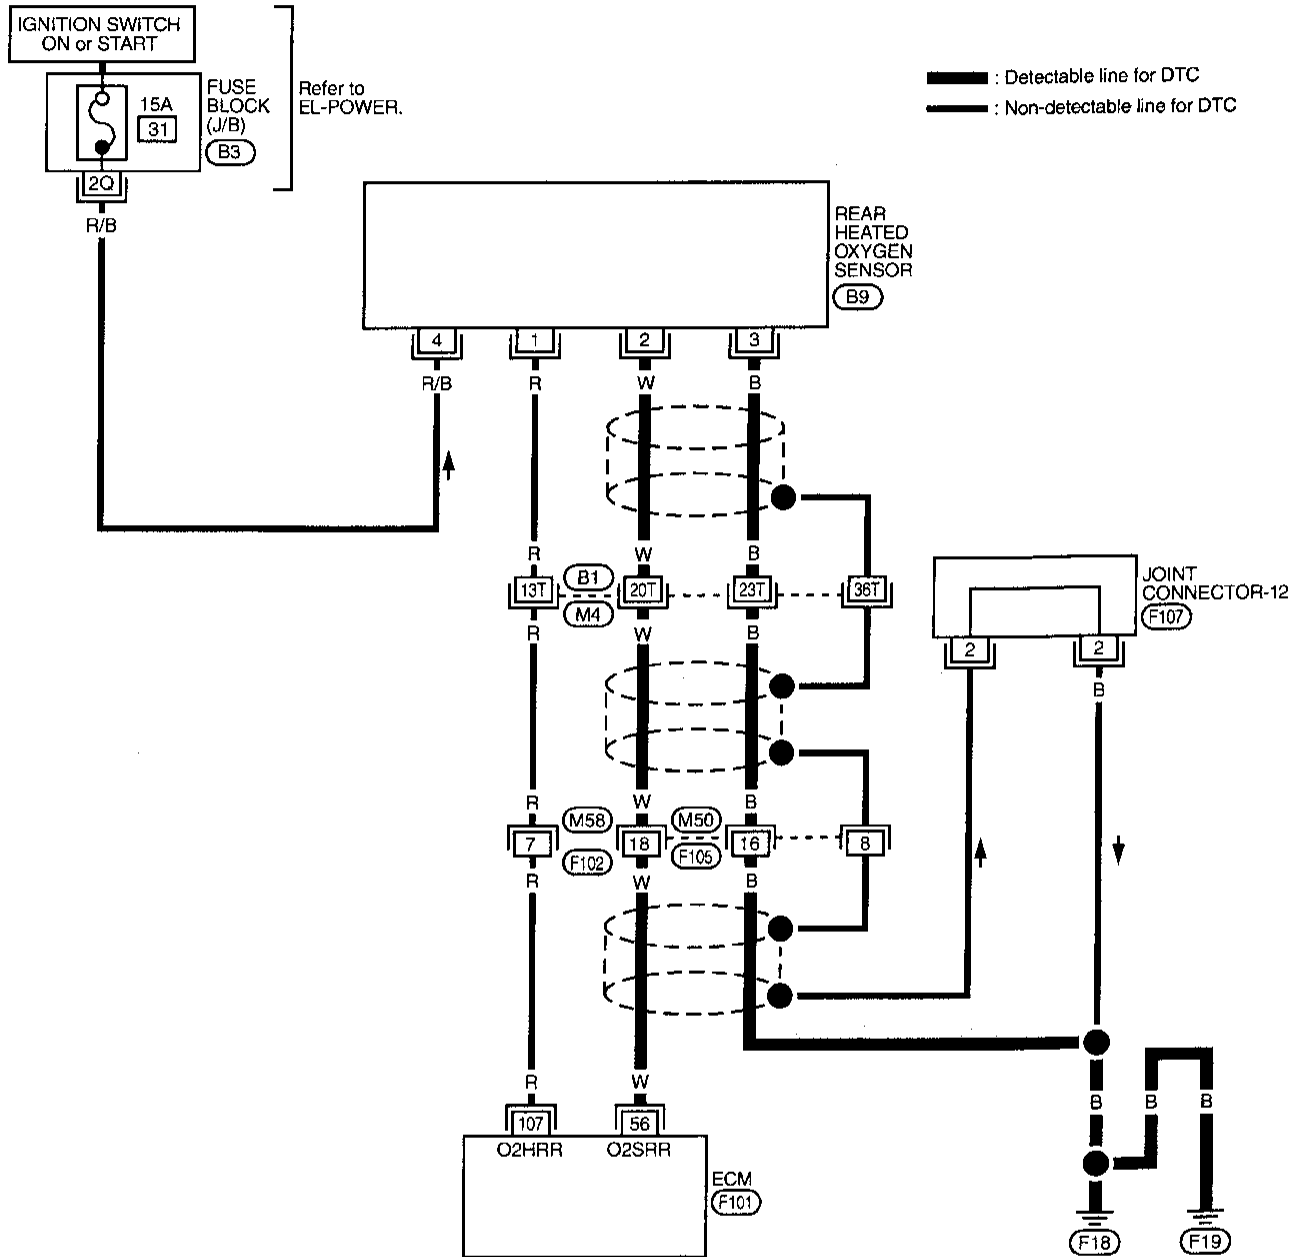 IGNITION SWITCH
ON or START
15A
31
FUSE
BLOCK
(J/B)
B3
Refer to
EL-POWER.
2Q
R/B
: Detectable line for DTC
: Non-detectable line for DTC
REAR
HEATED
OXYGEN
SENSOR
B9
4 1 2 3
R/B R W B
R W B
13T B1 20T 23T 36T
M4
R W B
JOINT
CONNECTOR-12
F107
2 2
B
R W B
M58 M50
7 18 16 8
F102 F105
R W B
R W
107 56
O2HRR O2SRR
ECM
F101
B B B
F18 F19